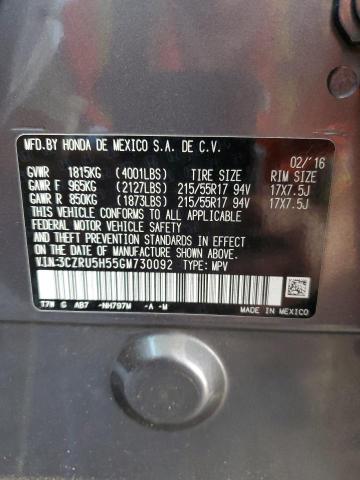 MFD.BY HONDA DE MEXICO S.A. DE C.V.
02/'16
GVWR 1815KG (4001LBS) TIRE SIZE RIM SIZE
GAWR F 965KG (2127LBS) 215/55R17 94V 17X7.5J
GAWR R 850KG (1873LBS) 215/55R17 94V 17X7.5J
THIS VEHICLE CONFORMS TO ALL APPLICABLE
FEDERAL MOTOR VEHICLE SAFETY AND
THEFT PREVENTION STANDARDS IN EFFECT ON
THE DATE OF MANUFACTURE SHOWN ABOVE.
V.I.N:3CZRU5H55GM730092 TYPE: MPV
T7W G AB7 -NH797M -A -M
MADE IN MEXICO